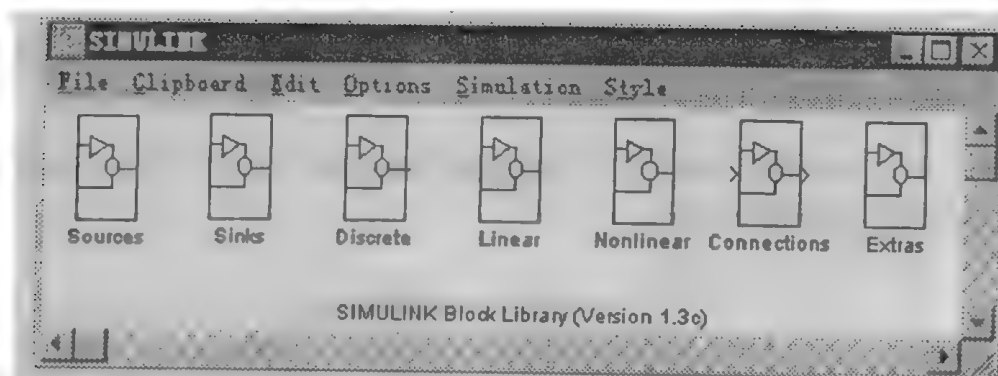 SIMULINK
File Clipboard Edit Options Simulation Style
Sources Sinks Discrete Linear Nonlinear Connections Extras
SIMULINK Block Library (Version 1.3c)